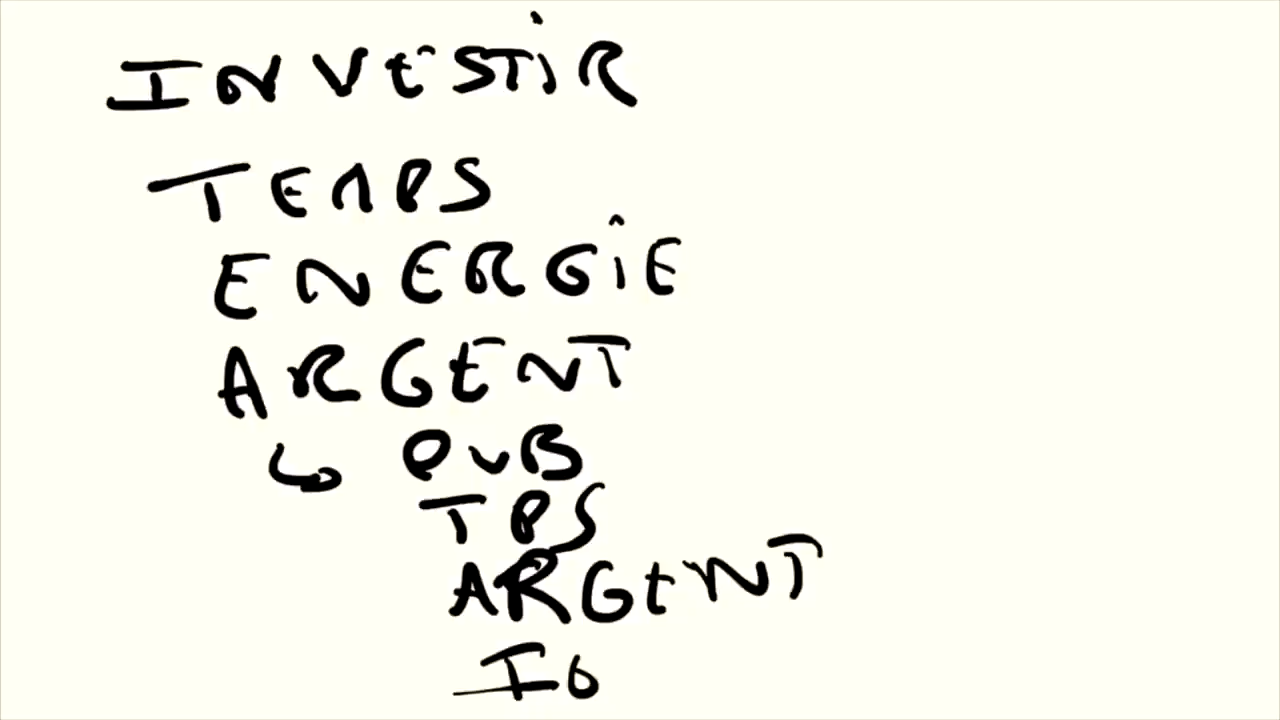 INVESTIR
TEMPS
ENERGIE
ARGENT
↳ PUB
TPS
ARGENT